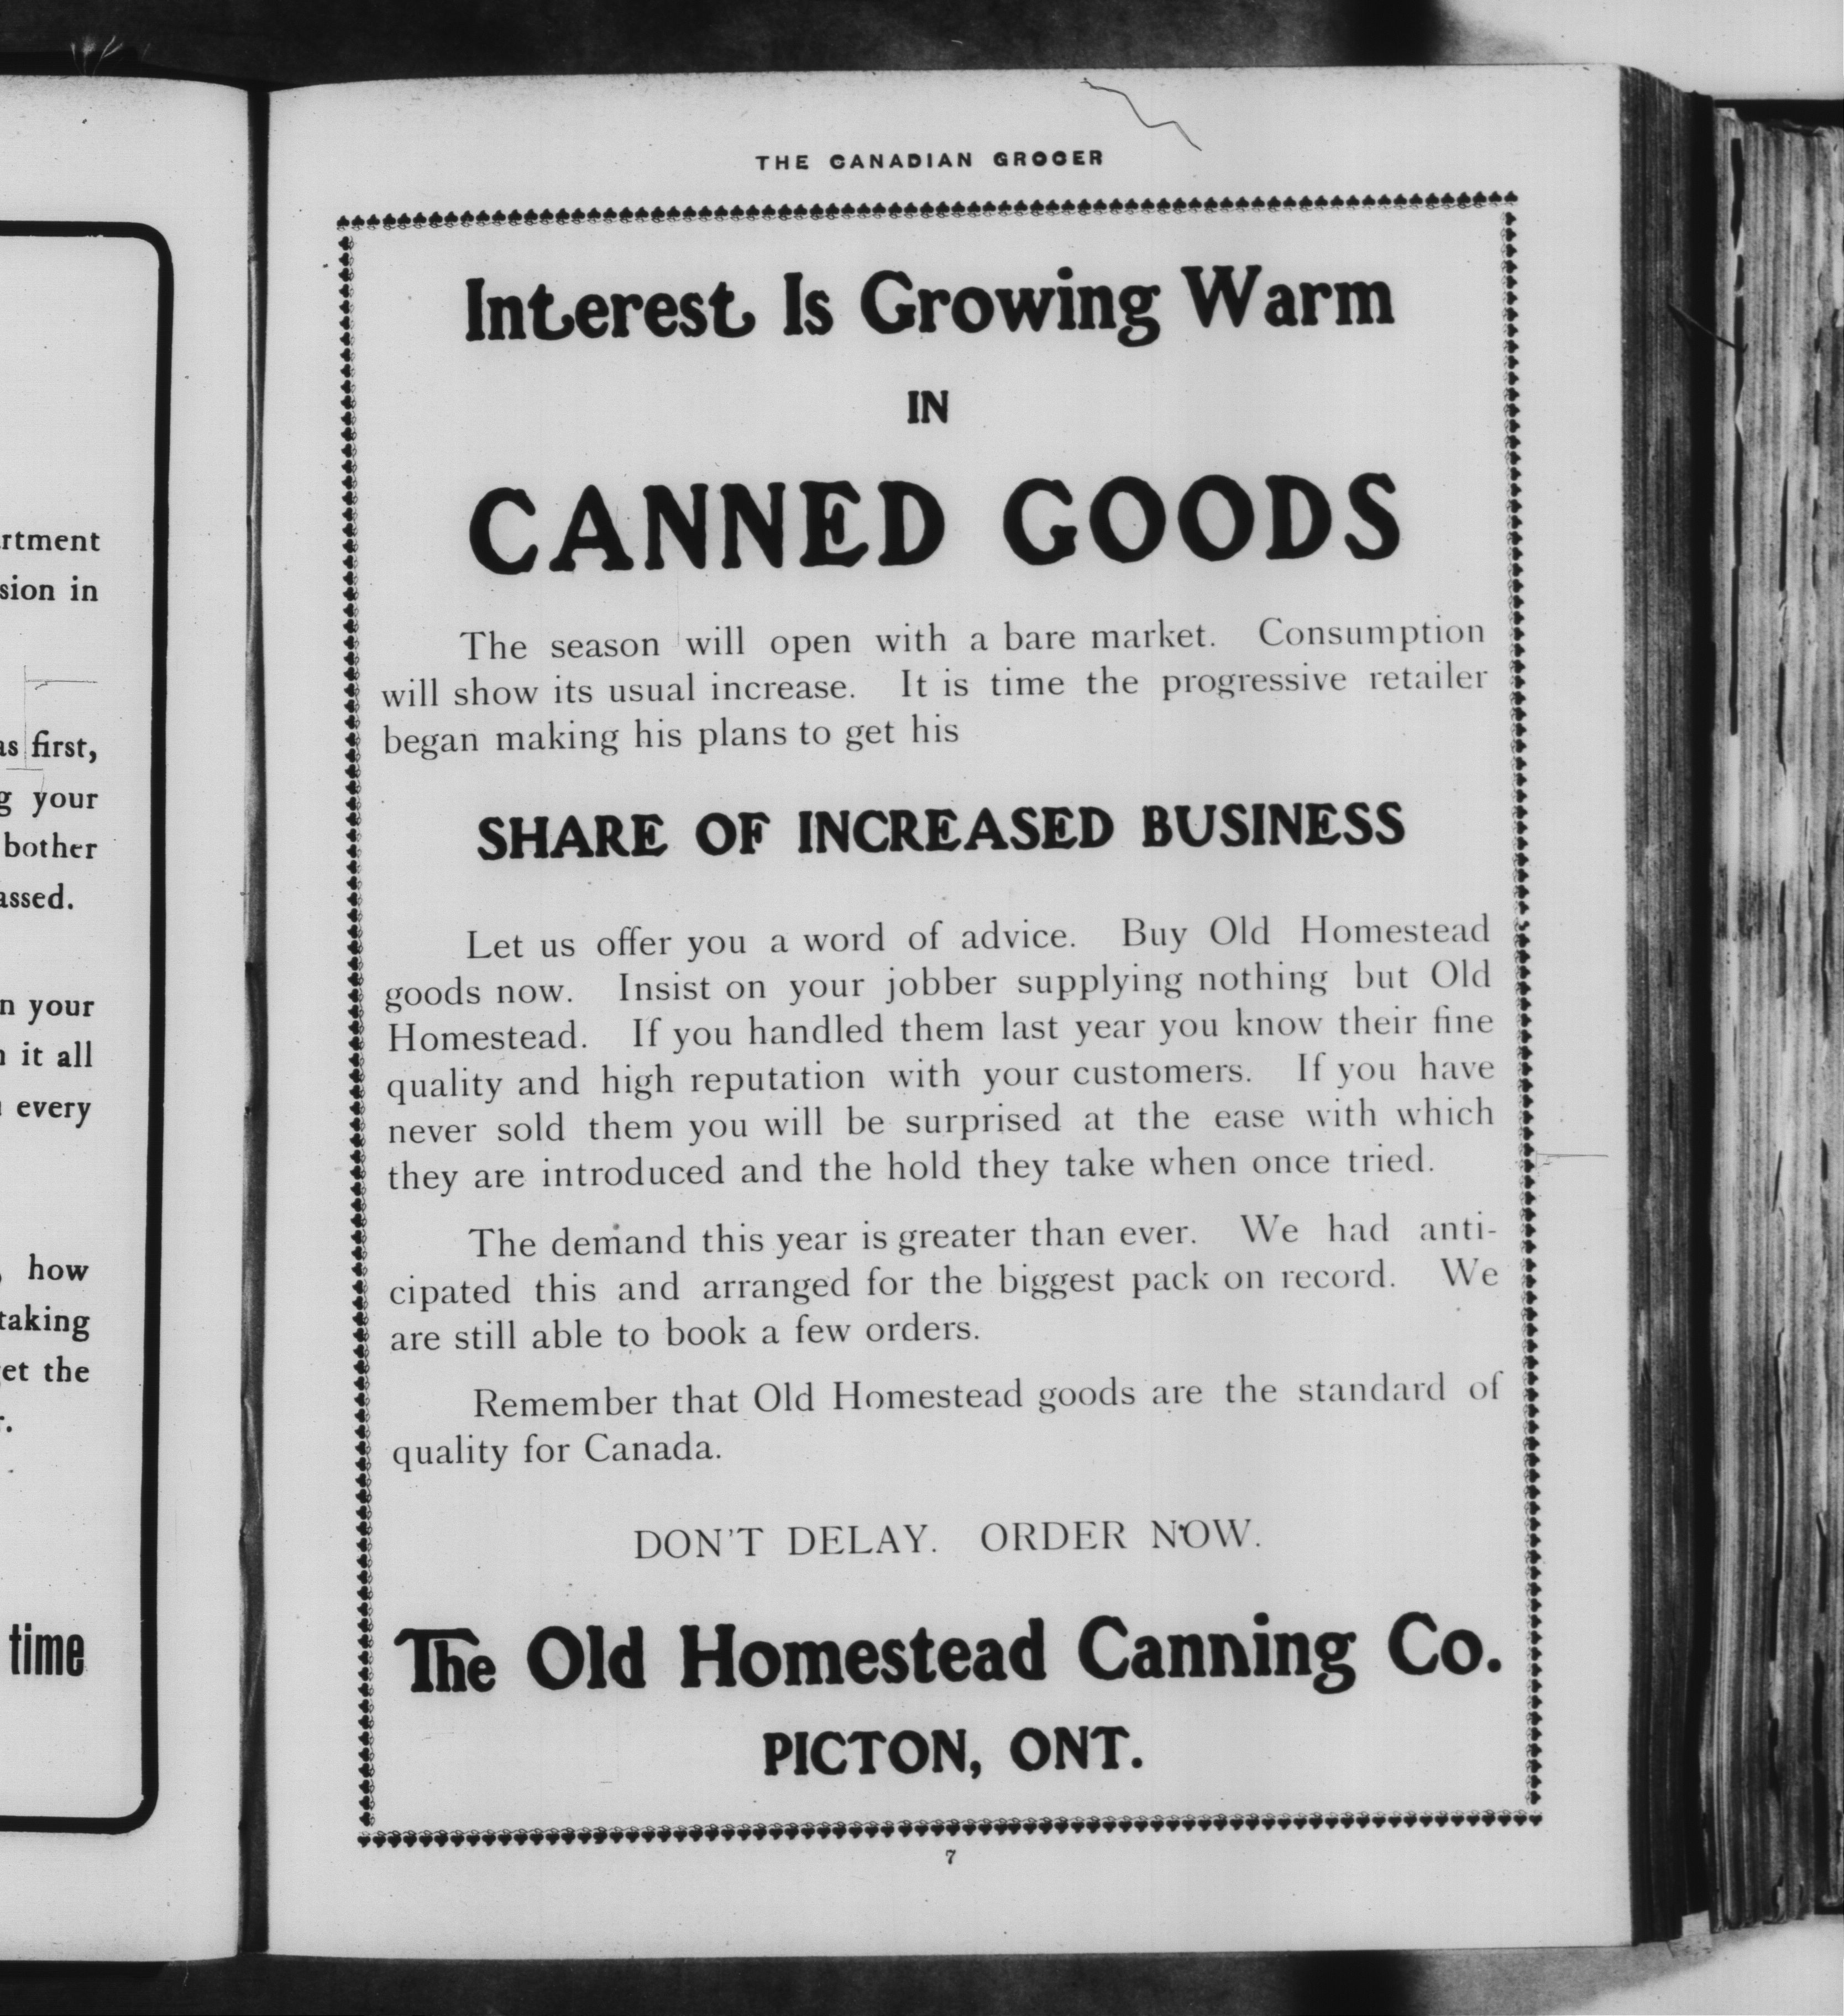 rtment
sion in
as first,
g your
bother
assed.
n your
it all
every
how
taking
et the
time
THE CANADIAN GROCER
Interest Is Growing Warm
IN
CANNED GOODS
The season will open with a bare market. Consumption
will show its usual increase. It is time the progressive retailer
began making his plans to get his
SHARE OF INCREASED BUSINESS
Let us offer you a word of advice. Buy Old Homestead
goods now. Insist on your jobber supplying nothing but Old
Homestead. If you handled them last year you know their fine
quality and high reputation with your customers. If you have
never sold them you will be surprised at the ease with which
they are introduced and the hold they take when once tried.
The demand this year is greater than ever. We had anti-
cipated this and arranged for the biggest pack on record. We
are still able to book a few orders.
Remember that Old Homestead goods are the standard of
quality for Canada.
DON'T DELAY. ORDER NOW.
The Old Homestead Canning Co.
PICTON, ONT.
7